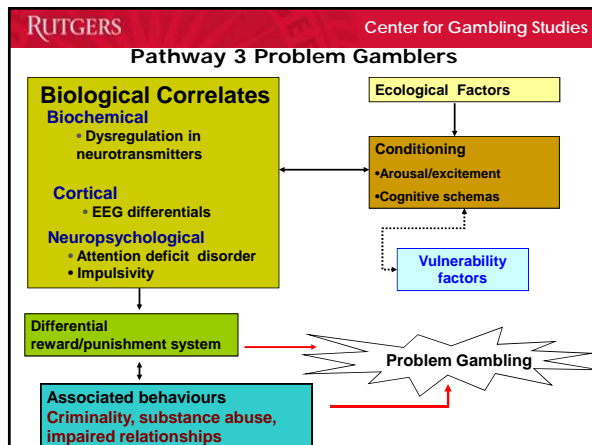 RUTGERS
Center for Gambling Studies
Pathway 3 Problem Gamblers
Biological Correlates
Biochemical
• Dysregulation in
neurotransmitters
Cortical
• EEG differentials
Neuropsychological
• Attention deficit disorder
• Impulsivity
Ecological Factors
Conditioning
•Arousal/excitement
•Cognitive schemas
Vulnerability
factors
Differential
reward/punishment system
Problem Gambling
Associated behaviours
Criminality, substance abuse,
impaired relationships